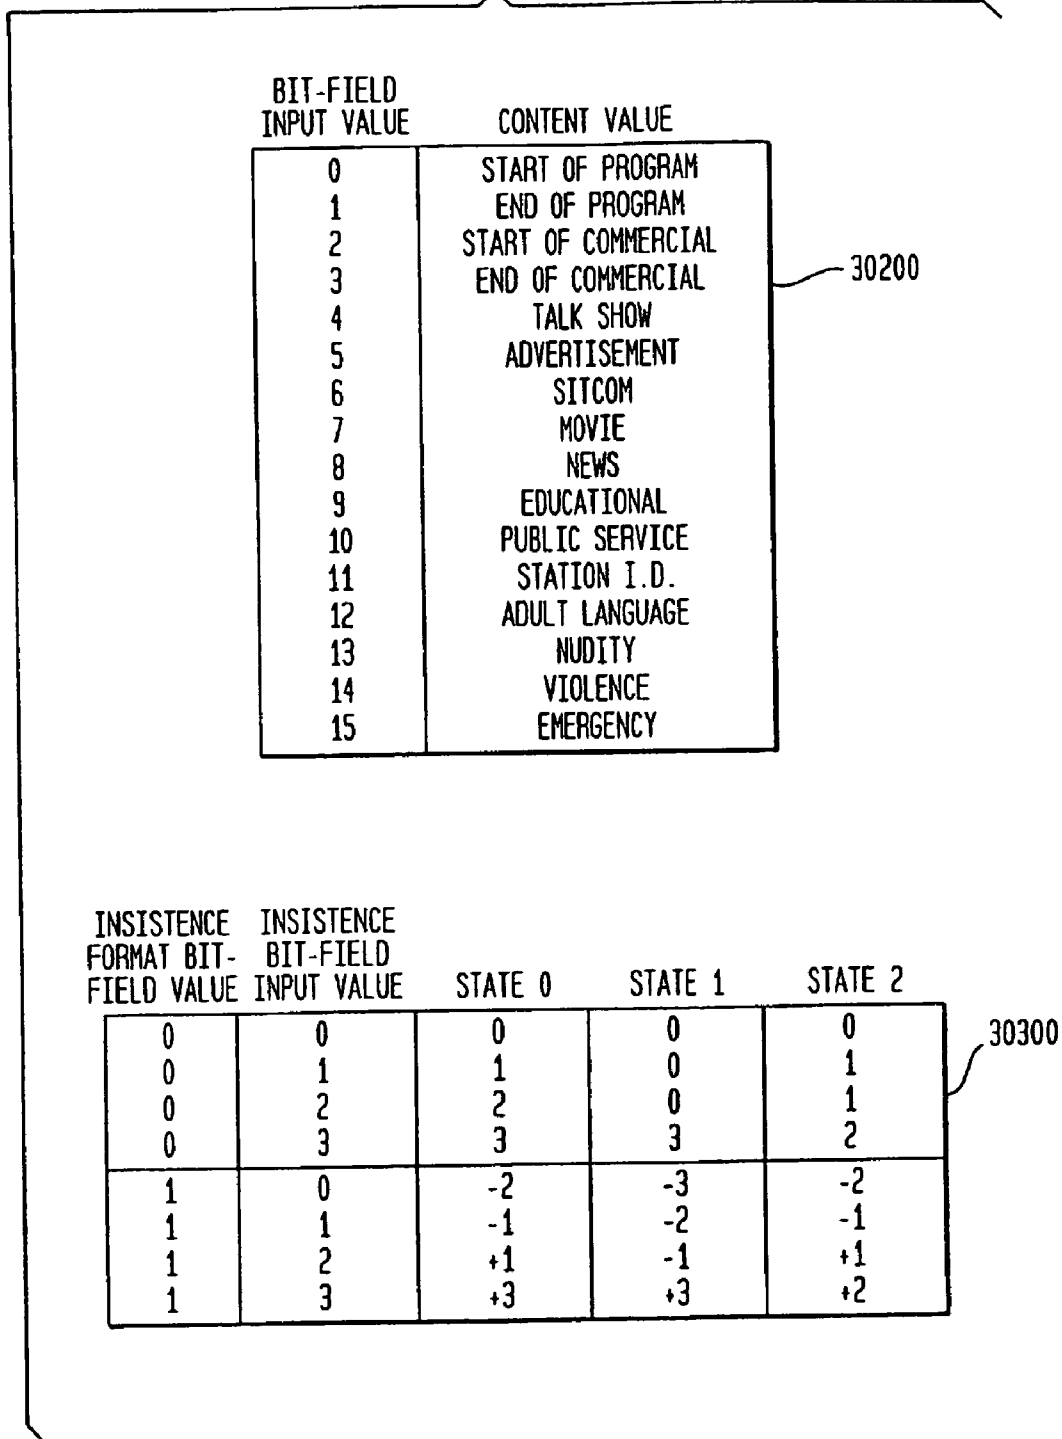 BIT-FIELD
INPUT VALUE CONTENT VALUE
0 START OF PROGRAM
1 END OF PROGRAM
2 START OF COMMERCIAL
3 END OF COMMERCIAL
30200
4 TALK SHOW
5 ADVERTISEMENT
6 SITCOM
7 MOVIE
8 NEWS
9 EDUCATIONAL
10 PUBLIC SERVICE
11 STATION I.D.
12 ADULT LANGUAGE
13 NUDITY
14 VIOLENCE
15 EMERGENCY
INSISTENCE INSISTENCE
FORMAT BIT- BIT-FIELD
FIELD VALUE INPUT VALUE STATE 0 STATE 1 STATE 2
0 0 0 0 0
30300
0 1 1 0 1
0 2 2 0 1
0 3 3 3 2
1 0 -2 -3 -2
1 1 -1 -2 -1
1 2 +1 -1 +1
1 3 +3 +3 +2